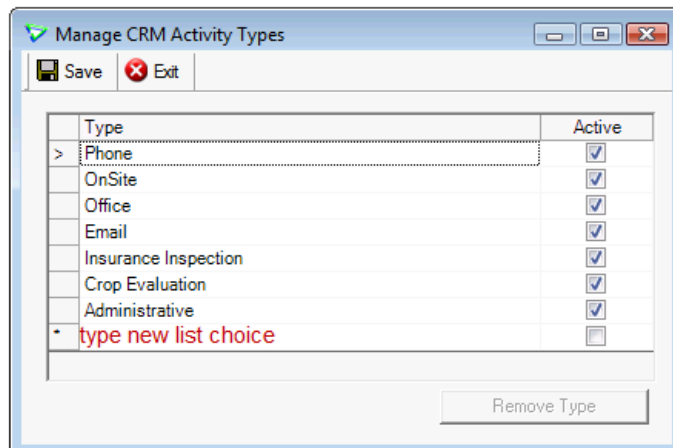 Manage CRM Activity Types
Save Exit
Type Active
> Phone
OnSite
Office
Email
Insurance Inspection
Crop Evaluation
Administrative
* type new list choice
Remove Type